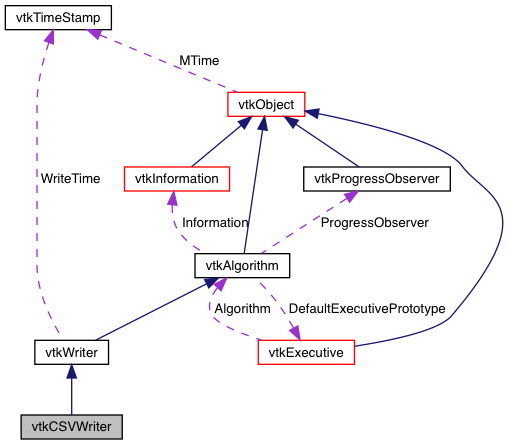 vtkTimeStamp
MTime
vtkObject
vtkInformation
vtkProgressObserver
WriteTime
Information
ProgressObserver
vtkAlgorithm
Algorithm
DefaultExecutivePrototype
vtkWriter
vtkExecutive
vtkCSVWriter